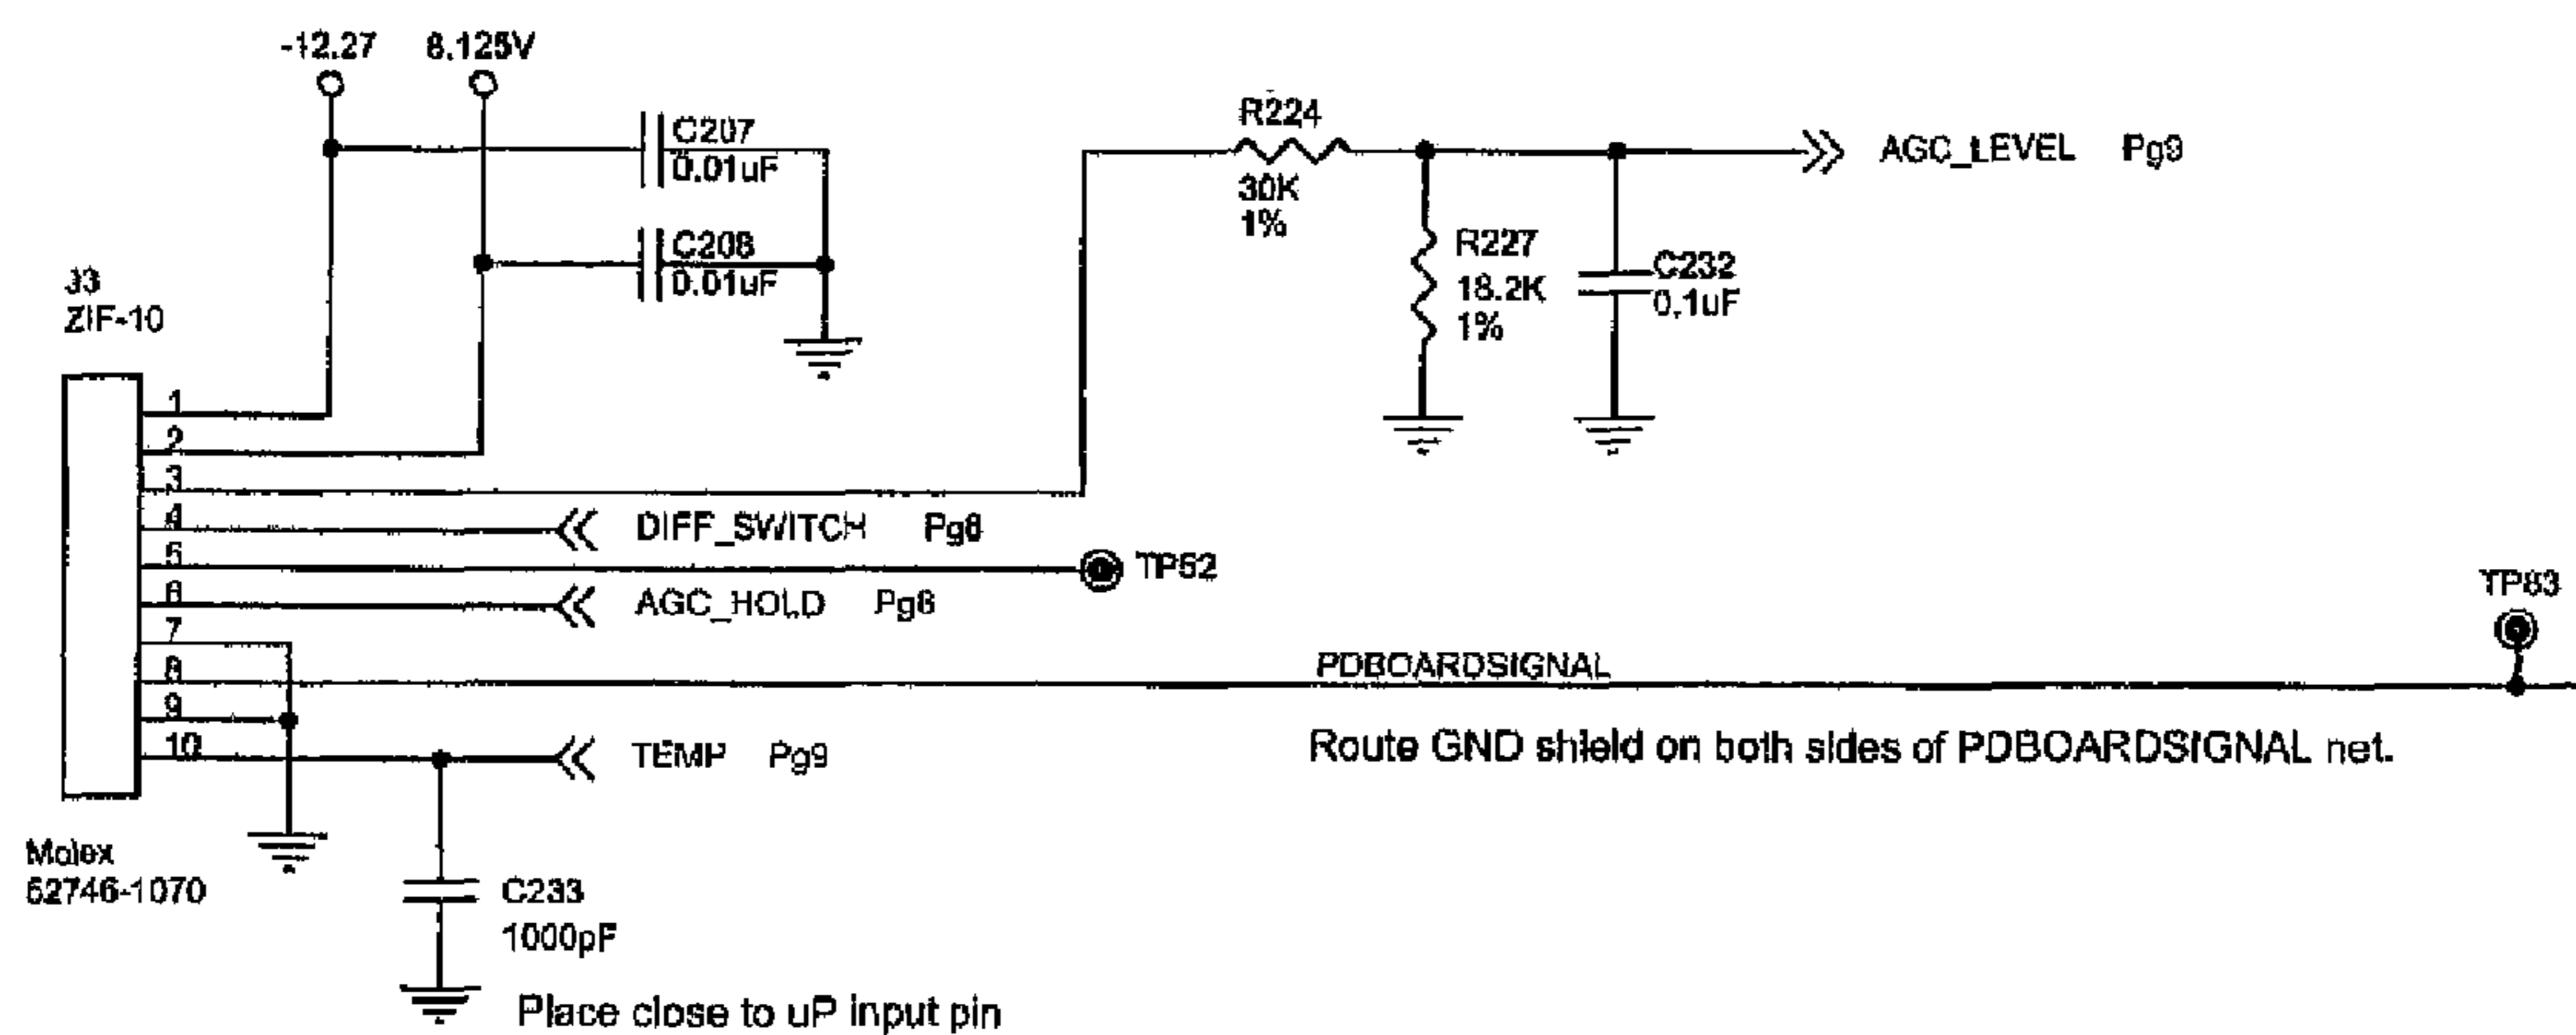 -12.27 8.125V
C207
0.01uF
C208
0.01uF
R224
30K
1%
AGC_LEVEL Pg9
R227
18.2K
1%
C232
0.1uF
J3
ZIF-10
1
2
3
4 DIFF_SWITCH Pg8
5 TP52
6 AGC_HOLD Pg8
7
8 PDBOARDSIGNAL
TP63
9
10 TEMP Pg9
Route GND shield on both sides of PDBOARDSIGNAL net.
Molex
52746-1070
C233
1000pF
Place close to uP input pin